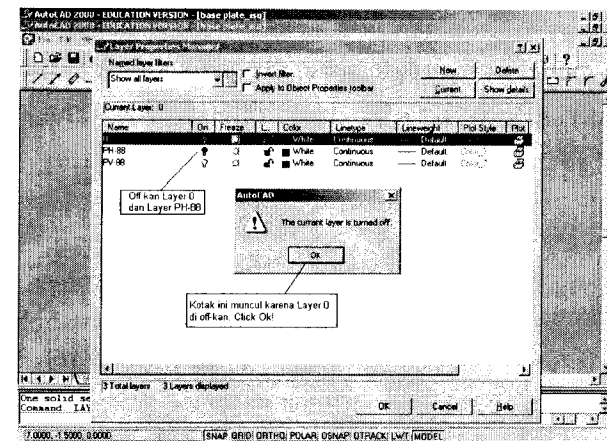 AutoCAD 2000 - EDUCATION VERSION - [base plate_iso]
Layer Properties Manager
Named layer filters
Show all layers
Invert filter
Apply to Object Properties toolbar
New
Delete
Current
Show details
Current Layer: 0
Name On Freeze L... Color Linetype Lineweight Plot Style Plot
White Continuous Default
PH-88 White Continuous Default
PV-88 White Continuous Default
Off kan Layer 0
dan Layer PH-88
AutoCAD
The current layer is turned off.
OK
Kotak ini muncul karena Layer 0
di off-kan. Click Ok!
3 Total layers 3 Layers displayed
One solid se
Command LAY
OK Cancel Help
7.0000, -1.5000, 0.0000 SNAP GRID ORTHO POLAR OSNAP OTRACK LWT MODEL